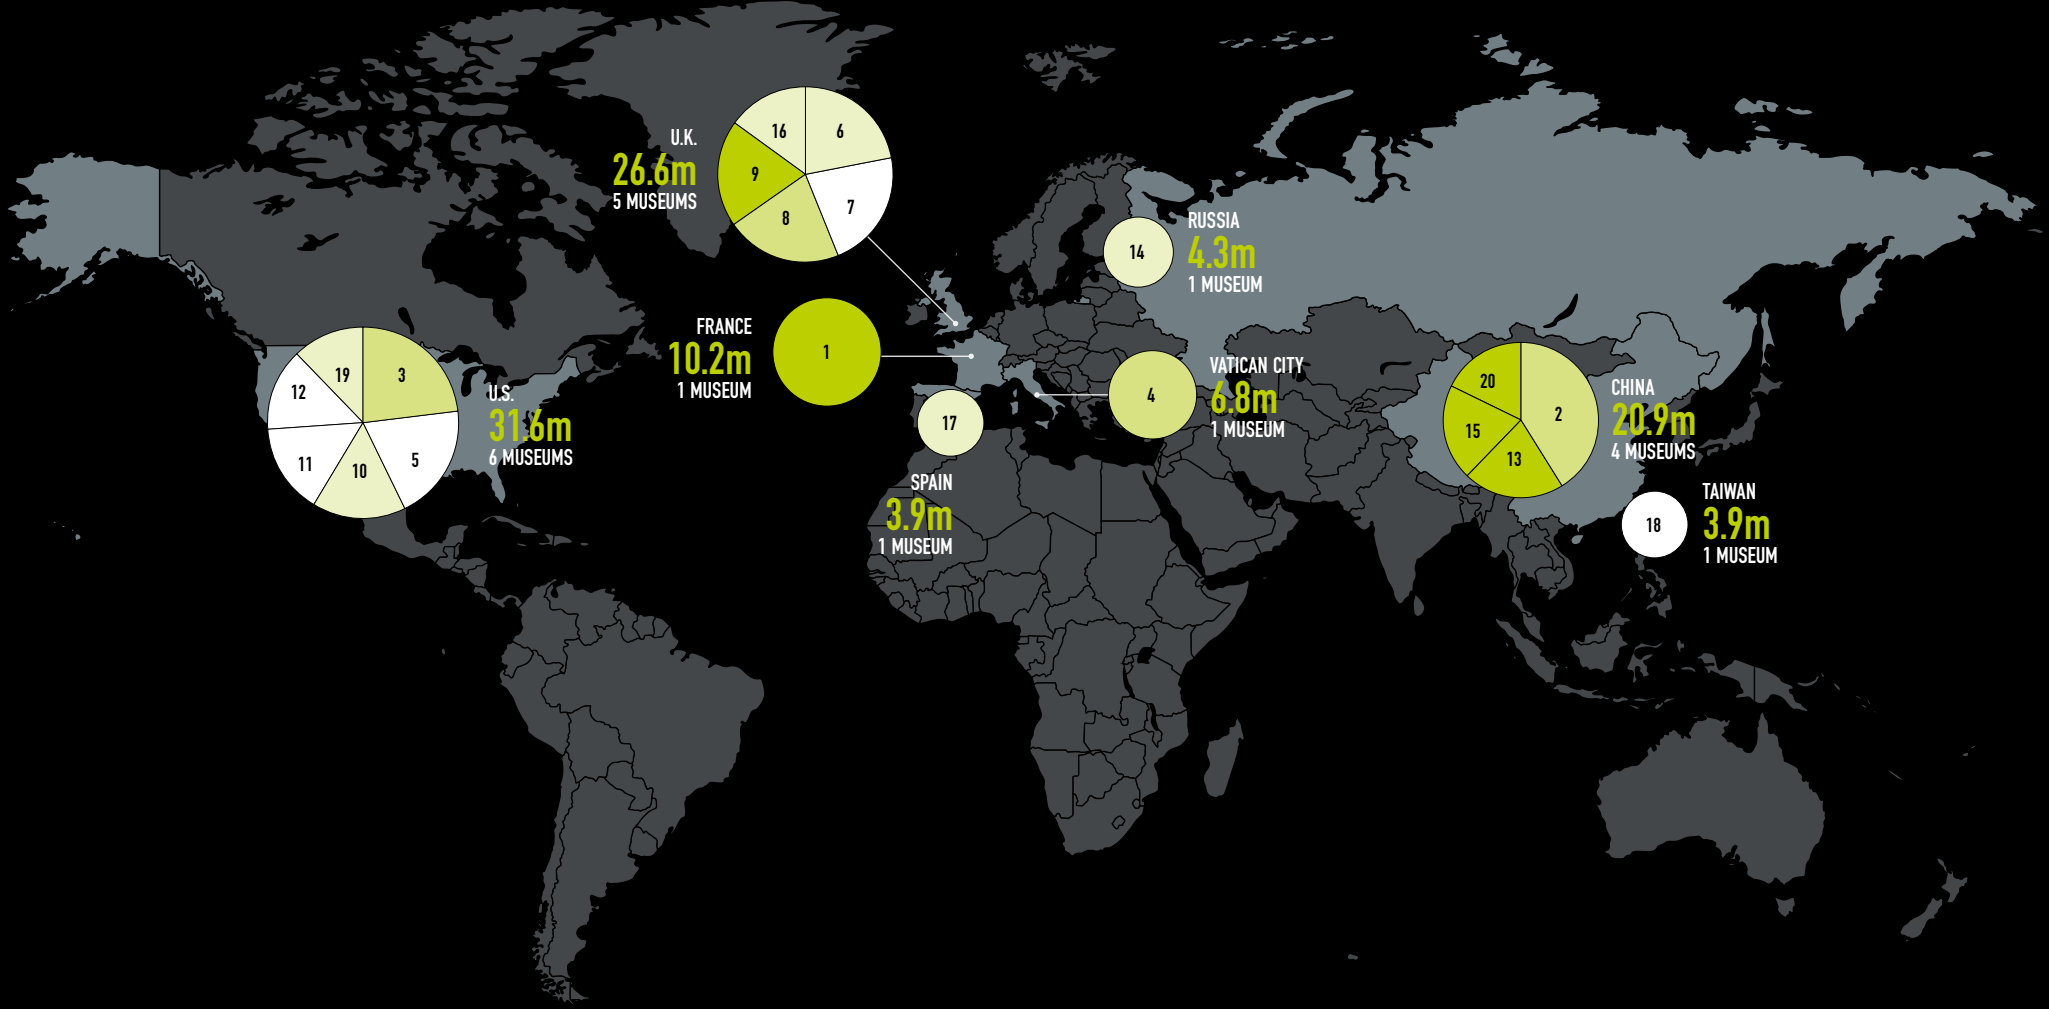 16
6
9
7
8
U.K.
26.6m
5 MUSEUMS
14
RUSSIA
4.3m
1 MUSEUM
FRANCE
10.2m
1 MUSEUM
1
19
3
12
11
10
5
U.S.
31.6m
6 MUSEUMS
4
VATICAN CITY
6.8m
1 MUSEUM
17
SPAIN
3.9m
1 MUSEUM
20
2
15
13
CHINA
20.9m
4 MUSEUMS
18
TAIWAN
3.9m
1 MUSEUM